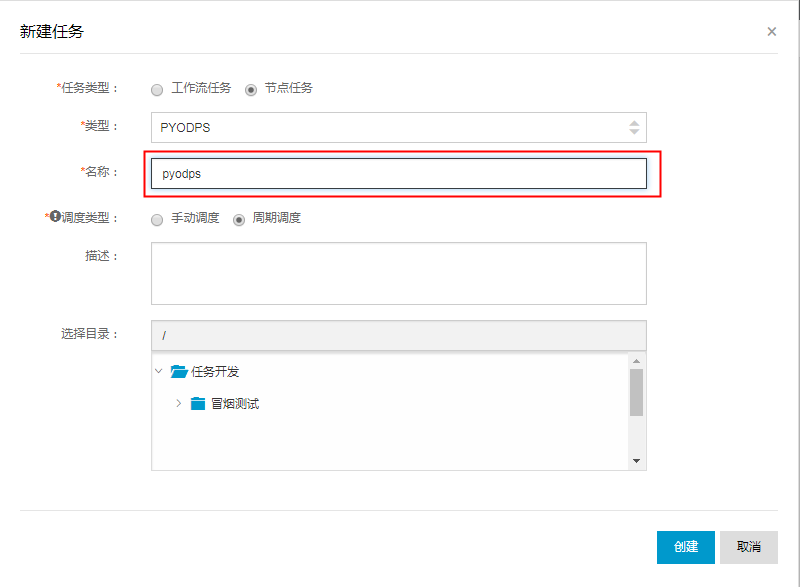 新建任务 ×
*任务类型： 工作流任务 节点任务
*类型： PYODPS
*名称： pyodps
*调度类型： 手动调度 周期调度
描述：
选择目录： /
任务开发
冒烟测试
创建 取消